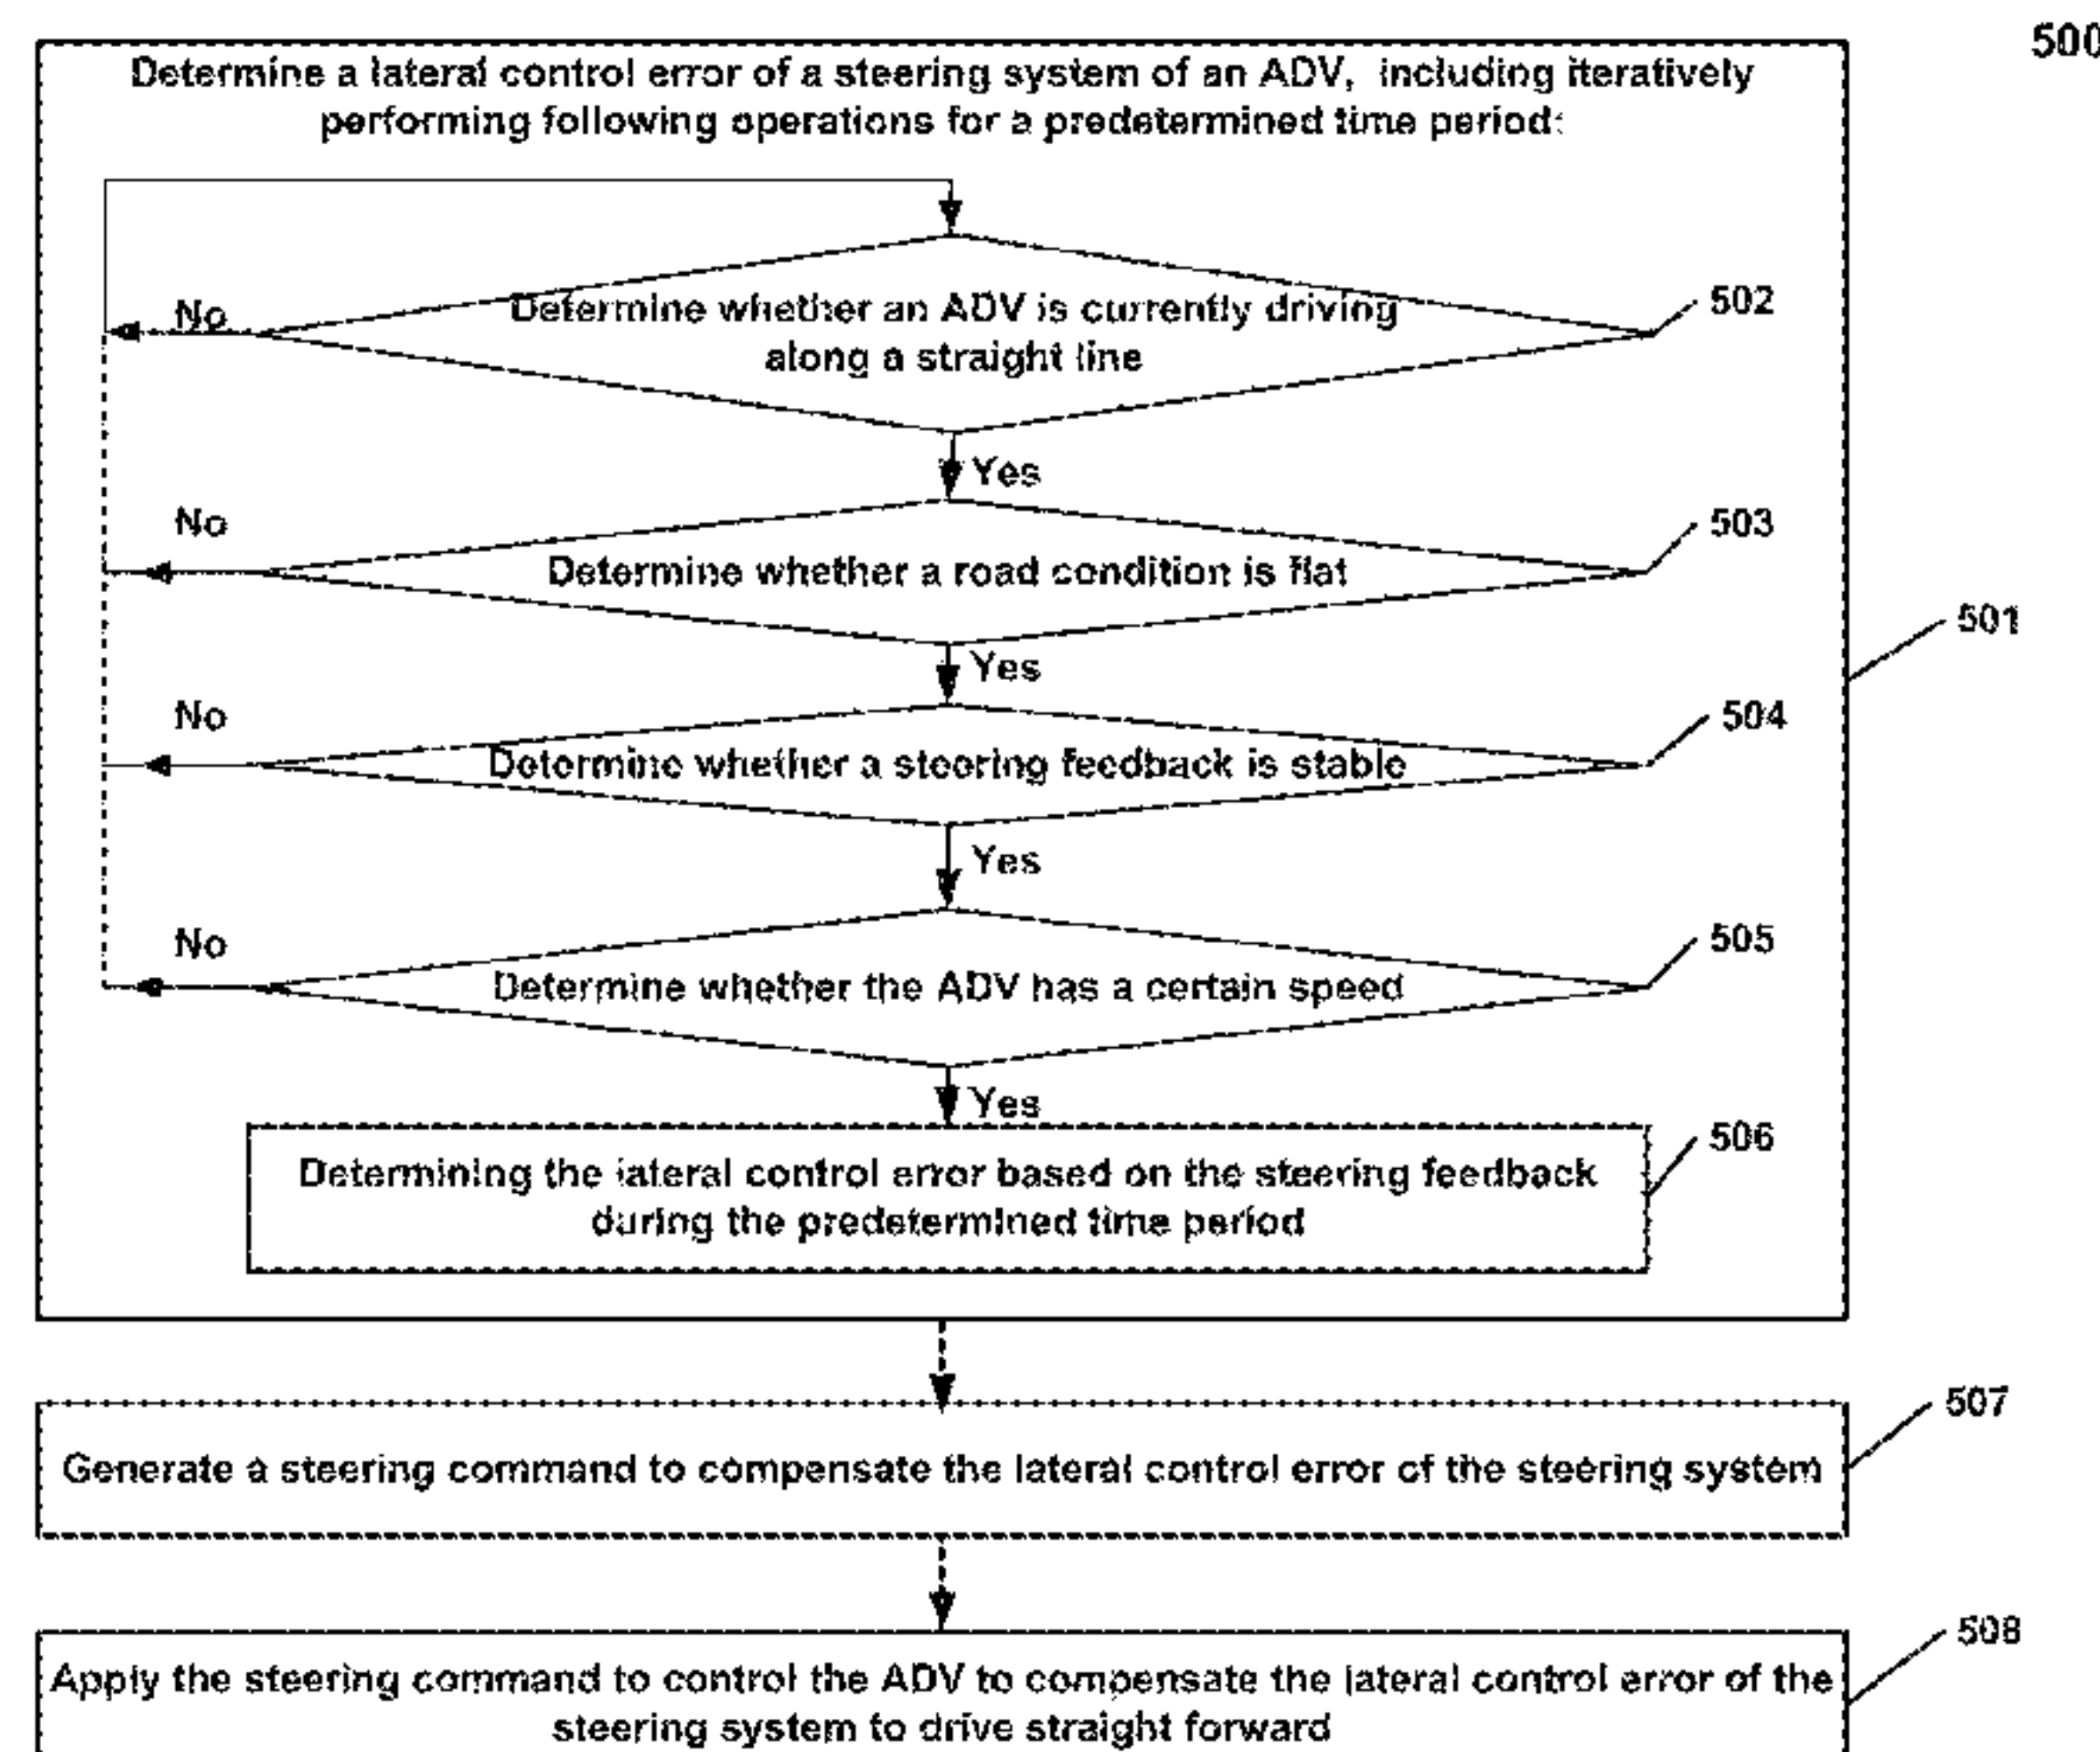 500
Determine a lateral control error of a steering system of an ADV, including iteratively
performing following operations for a predetermined time period:
No
Determine whether an ADV is currently driving
along a straight line
502
Yes
No
Determine whether a road condition is flat
503
501
Yes
No
Determine whether a steering feedback is stable
504
Yes
No
Determine whether the ADV has a certain speed
505
Yes
506
Determining the lateral control error based on the steering feedback
during the predetermined time period
507
Generate a steering command to compensate the lateral control error of the steering system
508
Apply the steering command to control the ADV to compensate the lateral control error of the
steering system to drive straight forward